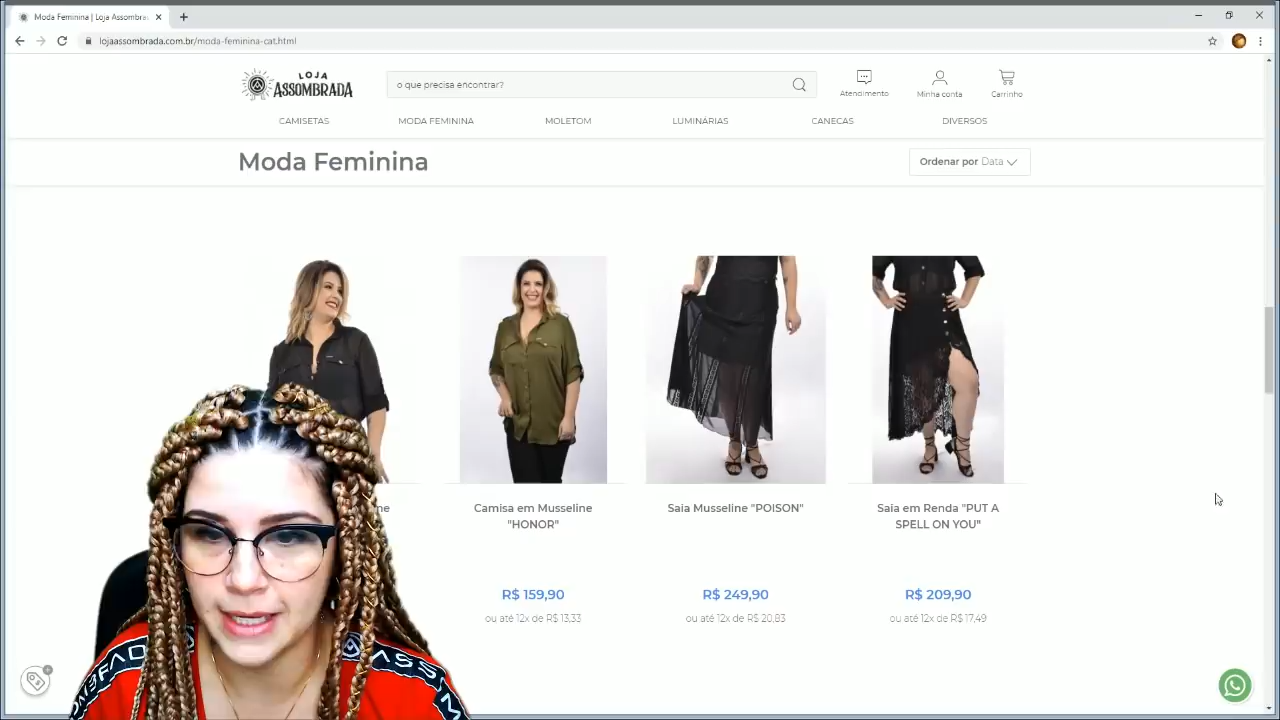 Moda Feminina | Loja Assombra
lojaassombrada.com.br/moda-feminina-cat.html
LOJA
ASSOMBRADA
o que precisa encontrar?
Atendimento
Minha conta
Carrinho
CAMISETAS
MODA FEMININA
MOLETOM
LUMINÁRIAS
CANECAS
DIVERSOS
Moda Feminina
Ordenar por Data
ne
Camisa em Musseline
"HONOR"
Saia Musseline "POISON"
Saia em Renda "PUT A
SPELL ON YOU"
R$ 159,90
R$ 249,90
R$ 209,90
ou até 12x de R$ 13,33
ou até 12x de R$ 20,83
ou até 12x de R$ 17,49